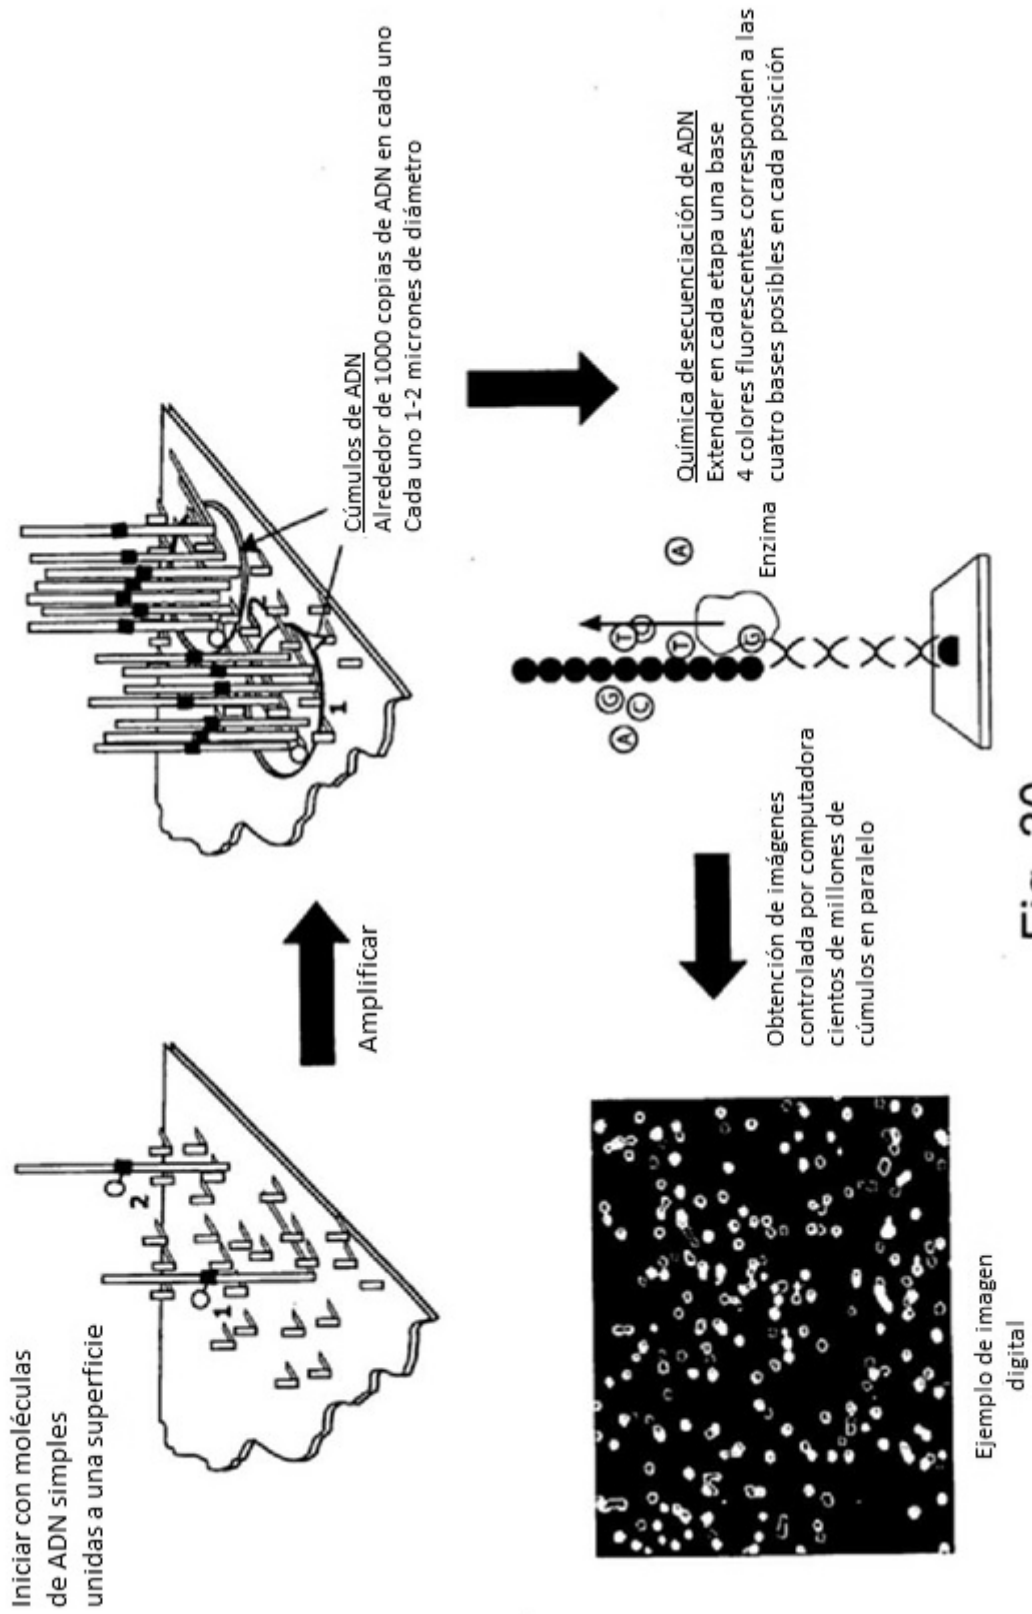 Iniciar con moléculas
de ADN simples
unidas a una superficie
1
2
Amplificar
1
Cúmulos de ADN
Alrededor de 1000 copias de ADN en cada uno
Cada uno 1-2 micrones de diámetro
Química de secuenciación de ADN
Extender en cada etapa una base
4 colores fluorescentes corresponden a las
cuatro bases posibles en cada posición
Enzima
A
G
C
T
T
G
A
Obtención de imágenes
controlada por computadora
cientos de millones de
cúmulos en paralelo
Ejemplo de imagen
digital